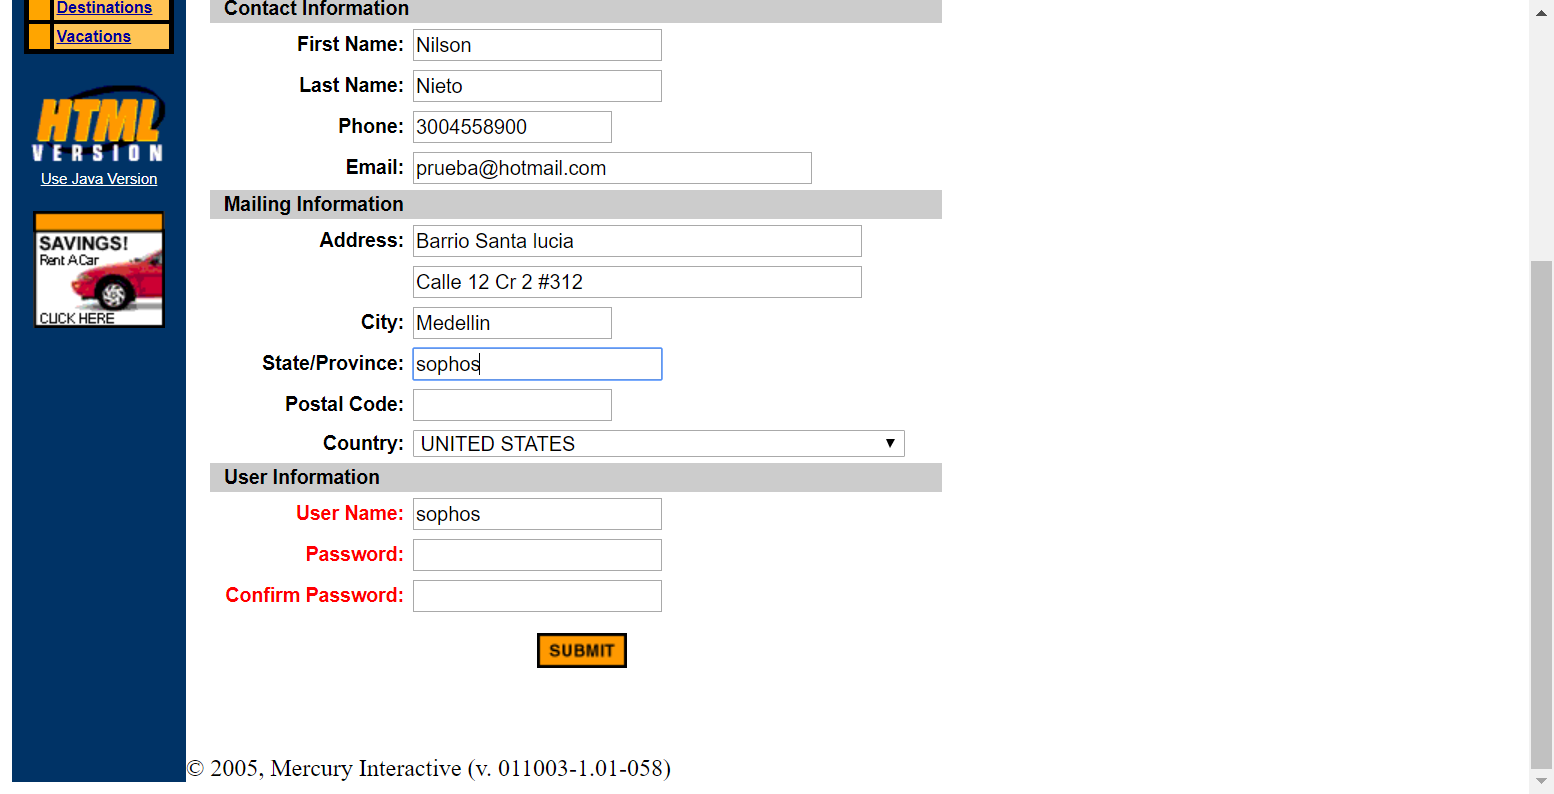 Destinations
Vacations
HTML
VERSION
Use Java Version
SAVINGS!
Rent A Car
CLICK HERE
Contact Information
First Name: Nilson
Last Name: Nieto
Phone: 3004558900
Email: prueba@hotmail.com
Mailing Information
Address: Barrio Santa lucia
Calle 12 Cr 2 #312
City: Medellin
State/Province: sophos
Postal Code:
Country: UNITED STATES
User Information
User Name: sophos
Password:
Confirm Password:
SUBMIT
© 2005, Mercury Interactive (v. 011003-1.01-058)